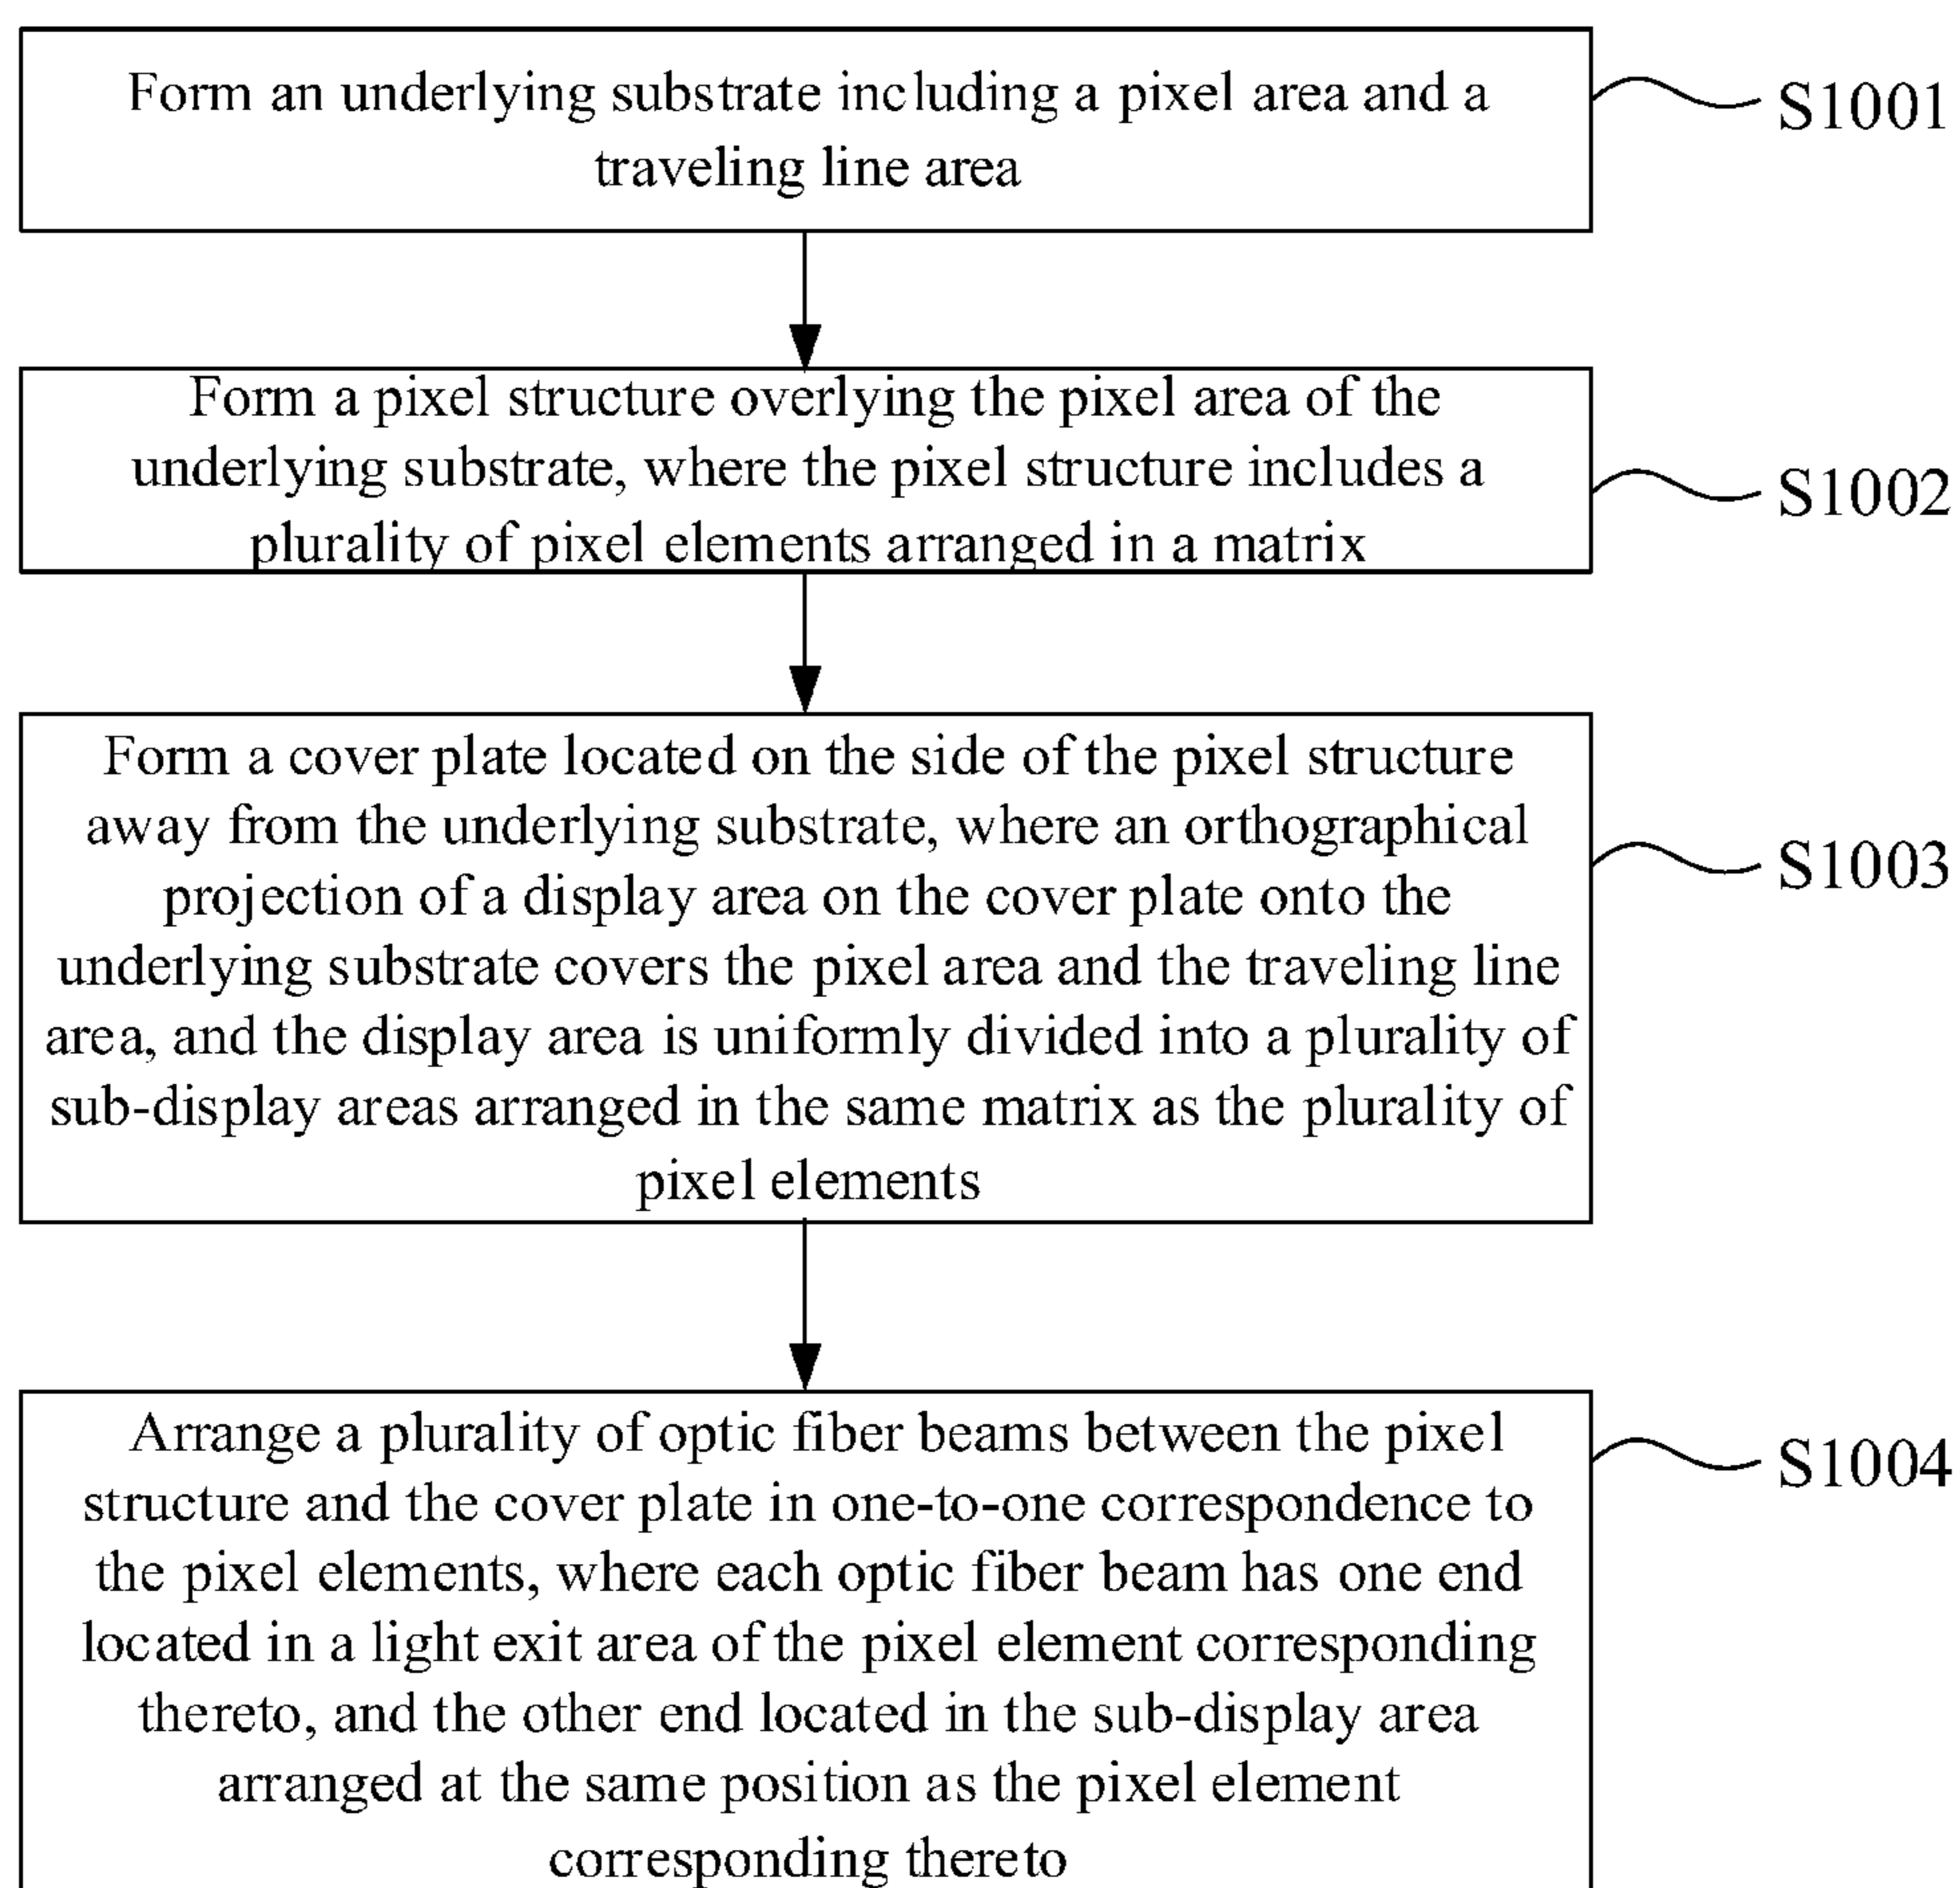 Form an underlying substrate including a pixel area and a
traveling line area
S1001
Form a pixel structure overlying the pixel area of the
underlying substrate, where the pixel structure includes a
plurality of pixel elements arranged in a matrix
S1002
Form a cover plate located on the side of the pixel structure
away from the underlying substrate, where an orthographical
projection of a display area on the cover plate onto the
underlying substrate covers the pixel area and the traveling line
area, and the display area is uniformly divided into a plurality of
sub-display areas arranged in the same matrix as the plurality of
pixel elements
S1003
Arrange a plurality of optic fiber beams between the pixel
structure and the cover plate in one-to-one correspondence to
the pixel elements, where each optic fiber beam has one end
located in a light exit area of the pixel element corresponding
thereto, and the other end located in the sub-display area
arranged at the same position as the pixel element
corresponding thereto
S1004